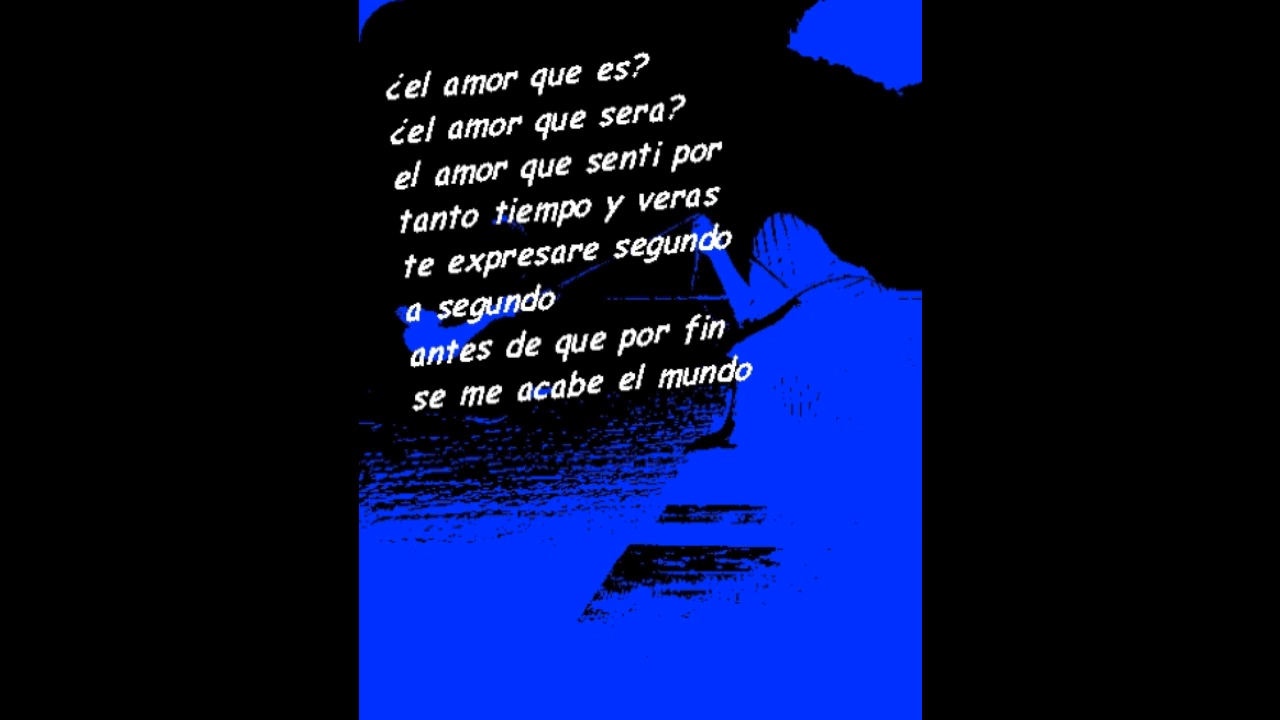 ¿el amor que es?
¿el amor que sera?
el amor que senti por
tanto tiempo y veras
te expresare segundo
a segundo
antes de que por fin
se me acabe el mundo